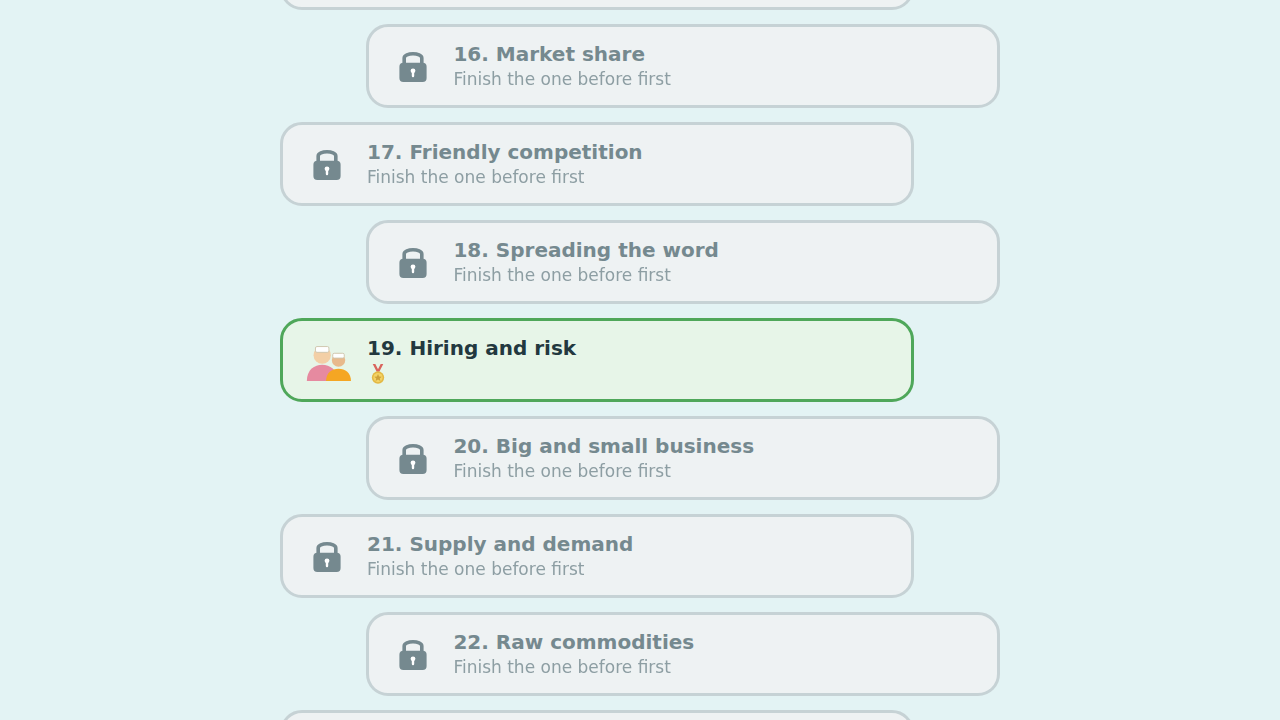 16. Market share
Finish the one before first
17. Friendly competition
Finish the one before first
18. Spreading the word
Finish the one before first
19. Hiring and risk
20. Big and small business
Finish the one before first
21. Supply and demand
Finish the one before first
22. Raw commodities
Finish the one before first